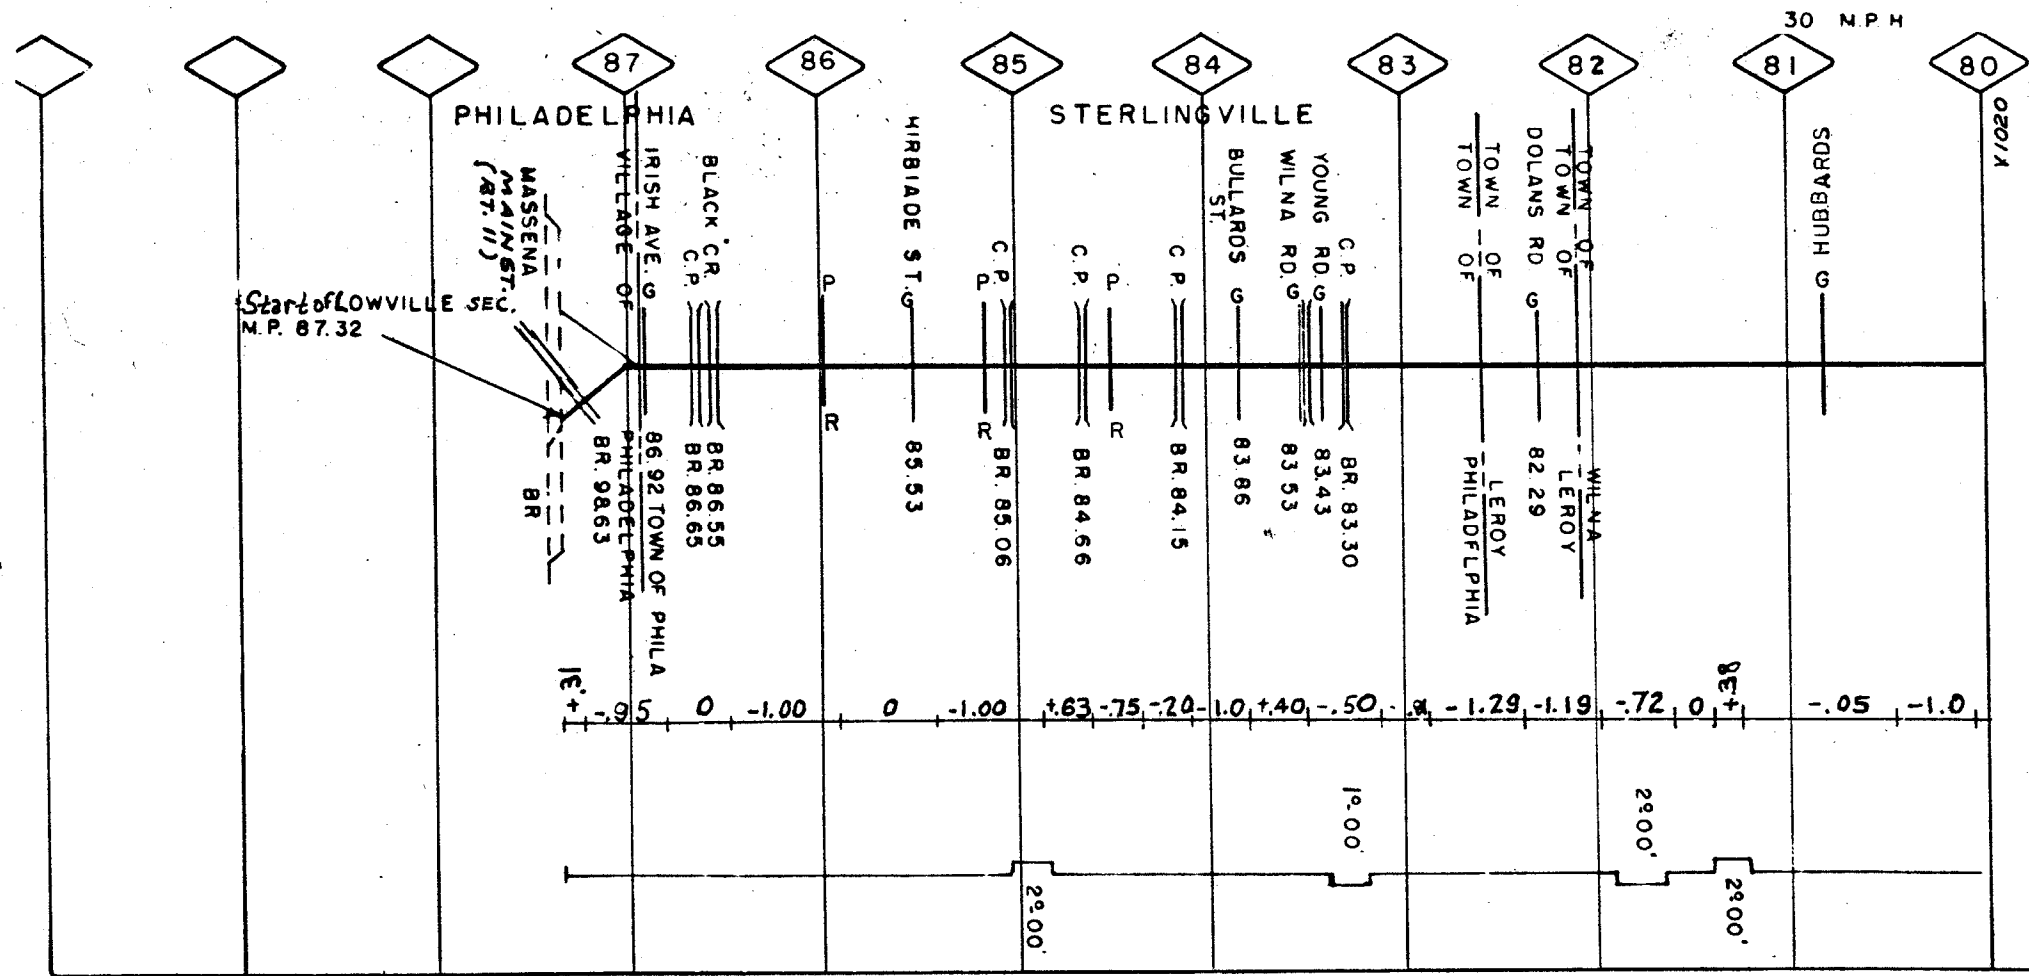 30 M.P.H
87
86
85
84
83
82
81
80
PHILADELPHIA
STERLINGVILLE
V1020
MASSENA
MAIN ST.
(RT. 11)
VILLAGE OF
IRISH AVE. G
BLACK CR.
C.P.
HIRBIADE ST. G
C.P.
C.P.
C.P.
BULLARDS G
ST.
WILNA RD. G
YOUNG RD. G
C.P.
TOWN OF
TOWN OF
DOLANS RD G
TOWN OF
TOWN OF
G HUBBARDS
P
P
P
Start of LOWVILLE SEC.
M.P. 87.32
R
R
R
BR
BR. 98.63
PHILADELPHIA
86.92 TOWN OF PHILA
BR. 86.65
BR. 86.55
85.53
BR. 85.06
BR. 84.66
BR. 84.15
83.86
83.53
83.43
BR. 83.30
PHILADELPHIA
LEROY
82.29
LEROY
WILNA
+.31
-.95
0
-1.00
0
-1.00
+.63
-.75
-.20
-1.0
+.40
-.50
-1.29
-1.19
-.72
0
+.38
-.05
-1.0
2°00'
1°00'
2°00'
2°00'